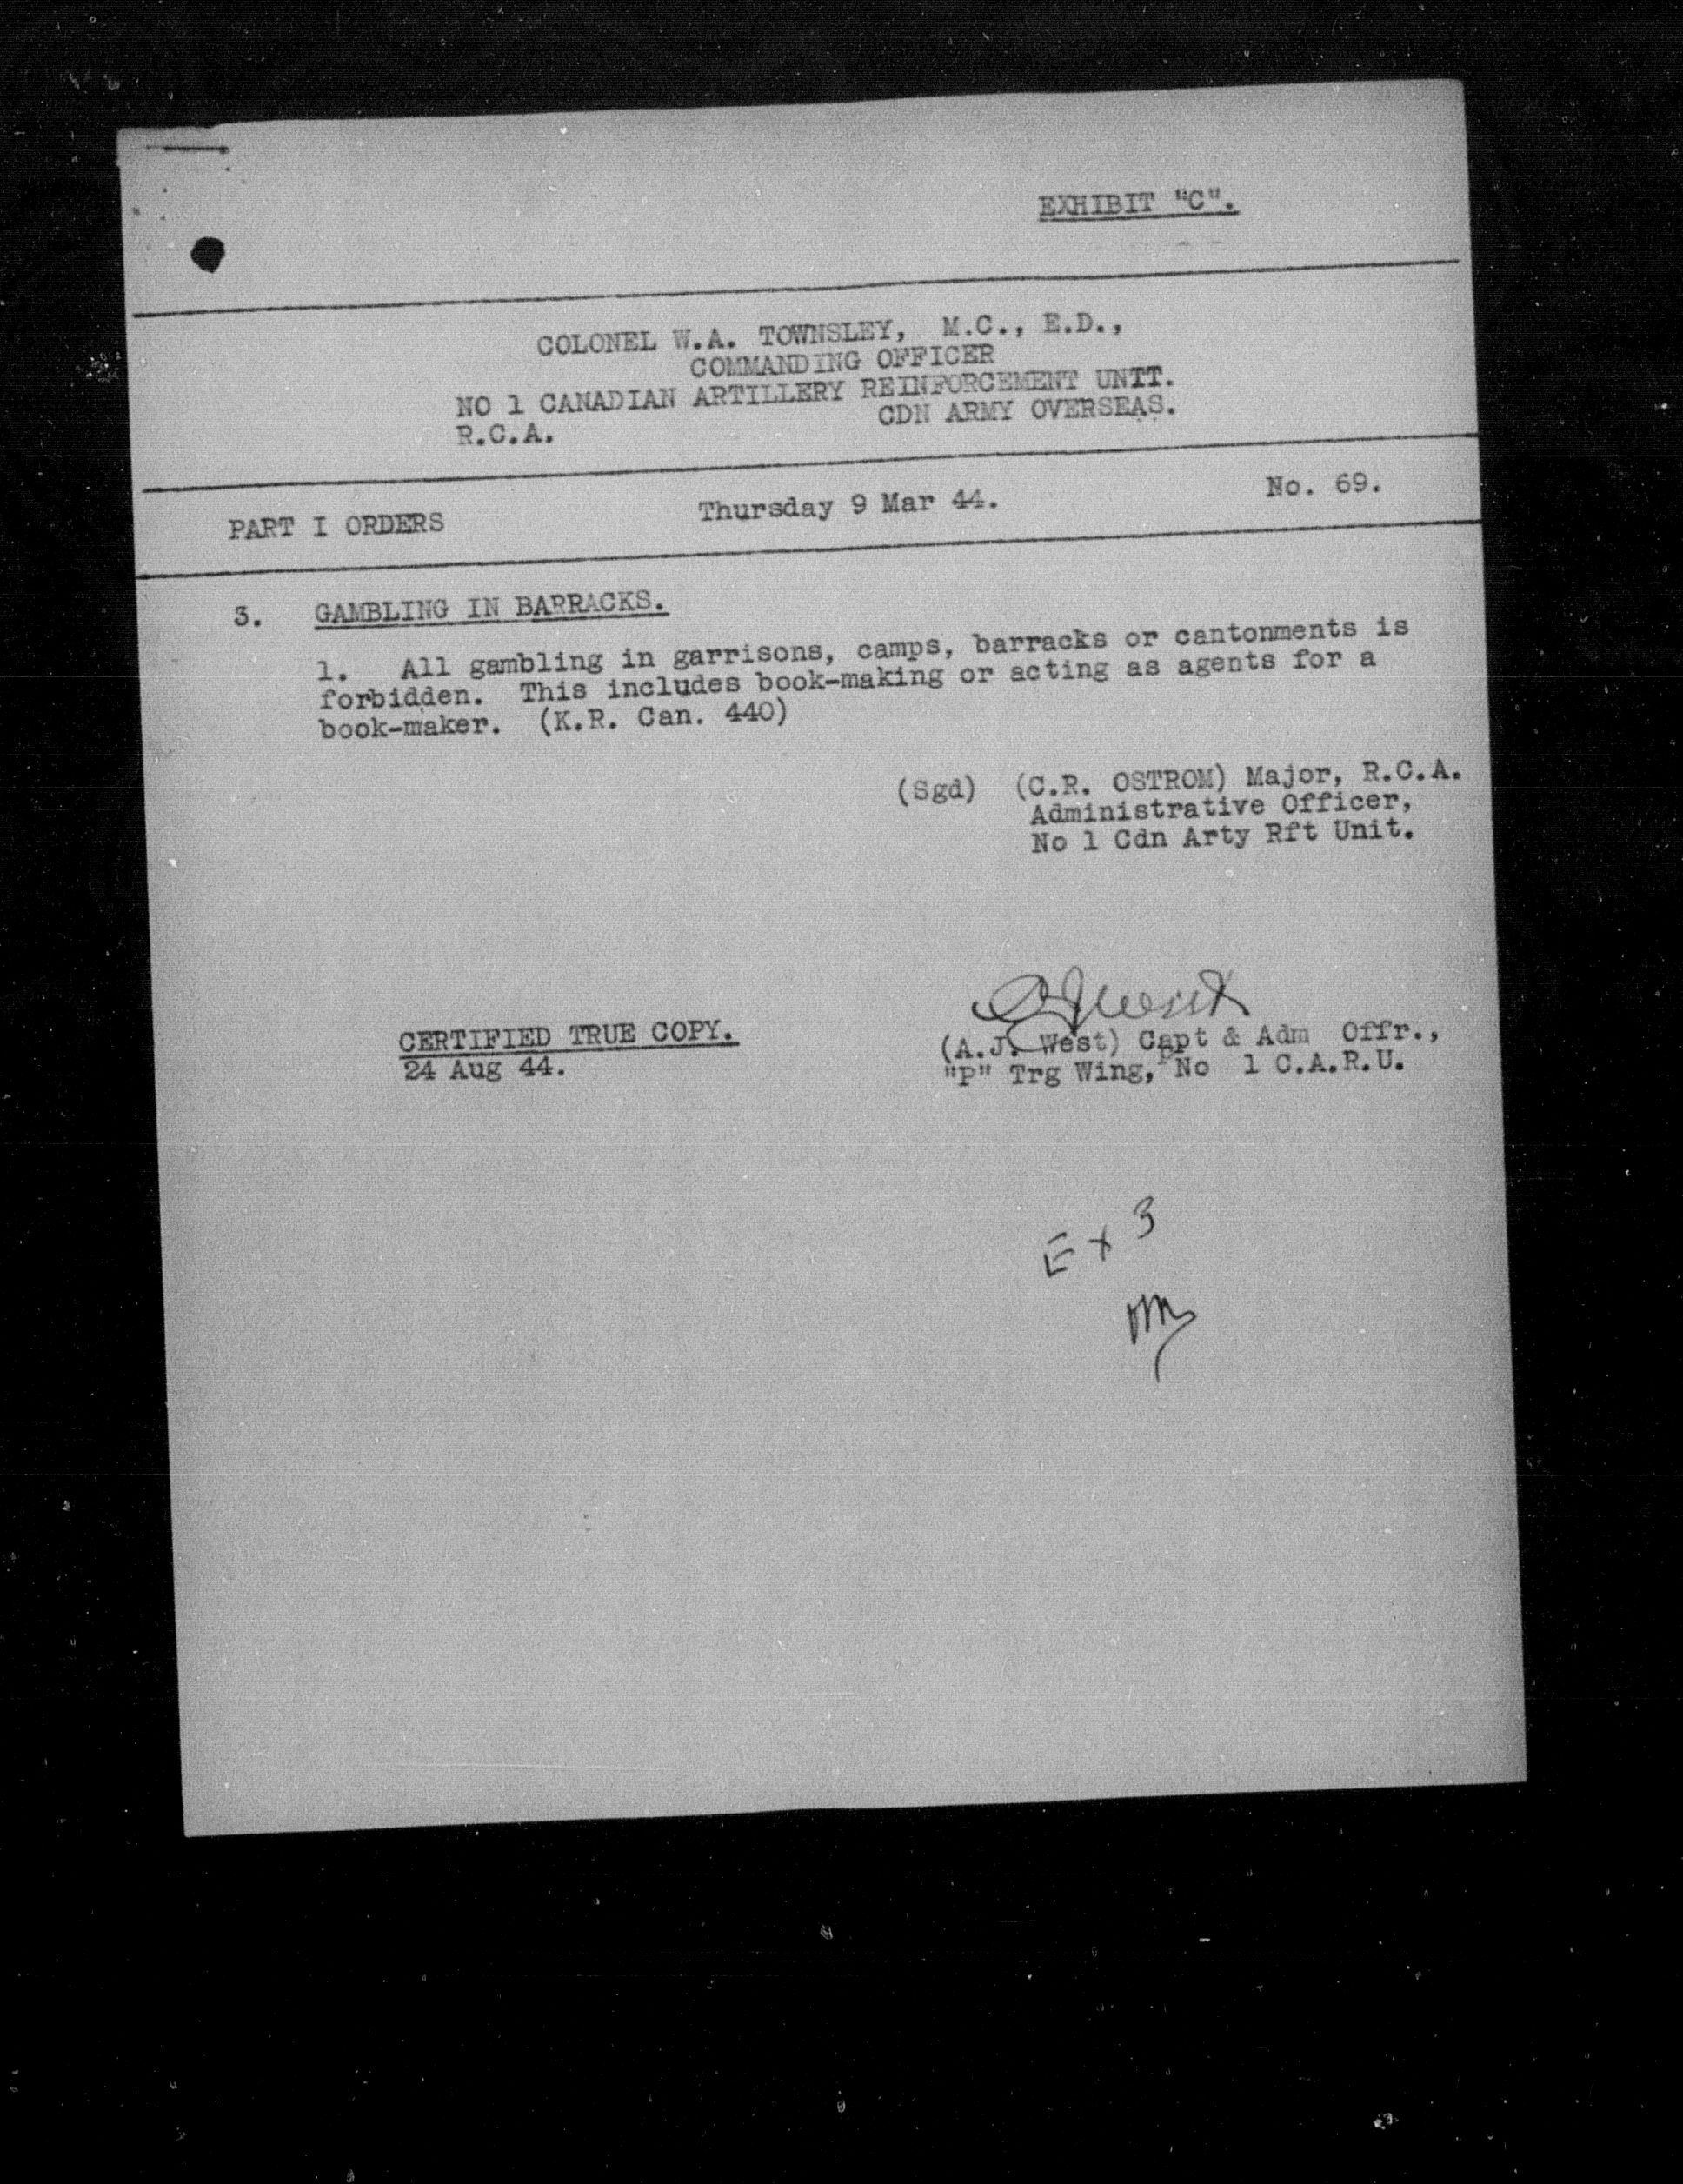 EXHIBIT "C".
COLONEL W.A. TOWNSLEY, M.C., E.D.,
COMMANDING OFFICER
NO 1 CANADIAN ARTILLERY REINFORCEMENT UNIT.
R.C.A. CDN ARMY OVERSEAS.
PART I ORDERS Thursday 9 Mar 44. No. 69.
3. GAMBLING IN BARRACKS.
1. All gambling in garrisons, camps, barracks or cantonments is
forbidden. This includes book-making or acting as agents for a
book-maker. (K.R. Can. 440)
(Sgd) (C.R. OSTROM) Major, R.C.A.
Administrative Officer,
No 1 Cdn Arty Rft Unit.
AJWest
CERTIFIED TRUE COPY. (A.J. West) Capt & Adm Offr.,
24 Aug 44. "P" Trg Wing, No 1 C.A.R.U.
Ex 3